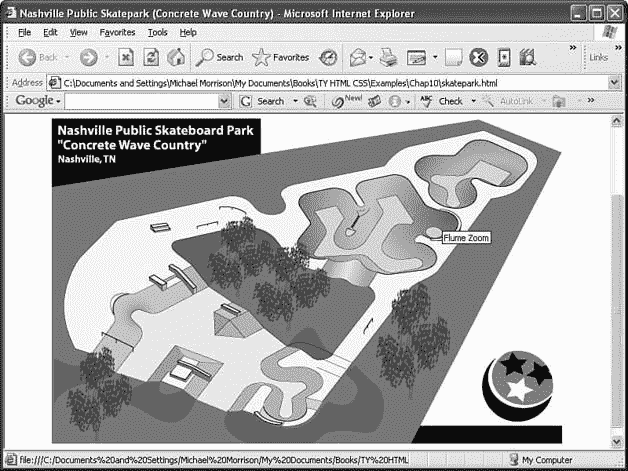 Nashville Public Skatepark (Concrete Wave Country) - Microsoft Internet Explorer
File Edit View Favorites Tools Help
Back Search Favorites Links
Address C:\Documents and Settings\Michael Morrison\My Documents\Books\TY HTML CSS\Examples\Chap10\skatepark.html
Google Search New! ABC Check AutoLink
Nashville Public Skateboard Park
"Concrete Wave Country"
Nashville, TN
Flume Zoom
file:///C:/Documents%20and%20Settings/Michael%20Morrison/My%20Documents/Books/TY%20HTML My Computer